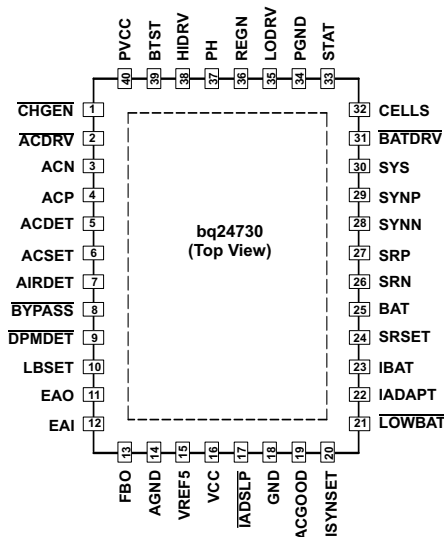 PVCC
BTST
HIDRV
PH
REGN
LODRV
PGND
STAT
40
39
38
37
36
35
34
33
CHGEN 1
ACDRV 2
ACN 3
ACP 4
ACDET 5
ACSET 6
AIRDET 7
BYPASS 8
DPMDET 9
LBSET 10
EAO 11
EAI 12
bq24730
(Top View)
32 CELLS
31 BATDRV
30 SYS
29 SYNP
28 SYNN
27 SRP
26 SRN
25 BAT
24 SRSET
23 IBAT
22 IADAPT
21 LOWBAT
13
14
15
16
17
18
19
20
FBO
AGND
VREF5
VCC
IADSLP
GND
ACGOOD
ISYNSET